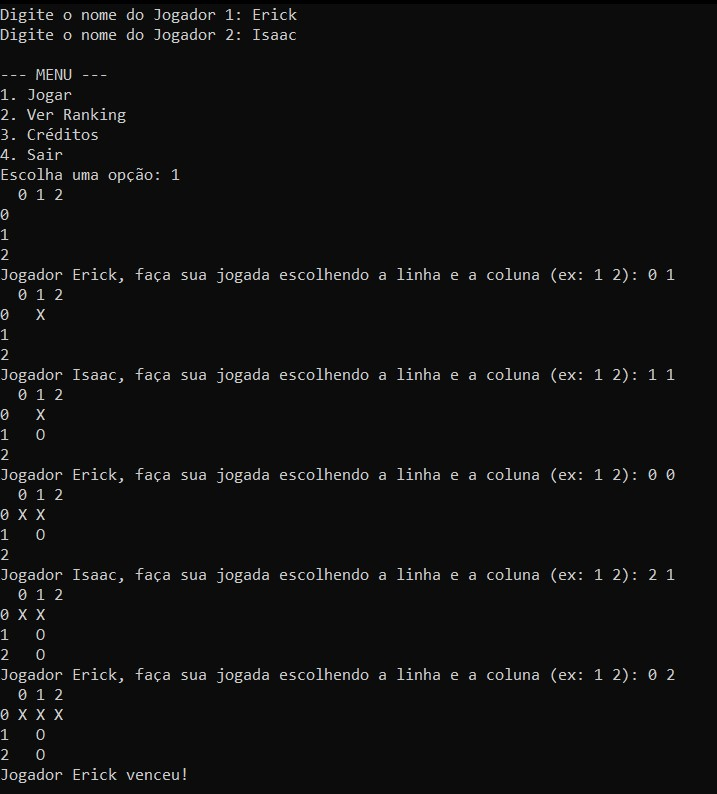 Digite o nome do Jogador 1: Erick
Digite o nome do Jogador 2: Isaac

--- MENU ---
1. Jogar
2. Ver Ranking
3. Créditos
4. Sair
Escolha uma opção: 1
  0 1 2
0
1
2
Jogador Erick, faça sua jogada escolhendo a linha e a coluna (ex: 1 2): 0 1
  0 1 2
0   X
1
2
Jogador Isaac, faça sua jogada escolhendo a linha e a coluna (ex: 1 2): 1 1
  0 1 2
0   X
1   O
2
Jogador Erick, faça sua jogada escolhendo a linha e a coluna (ex: 1 2): 0 0
  0 1 2
0 X X
1   O
2
Jogador Isaac, faça sua jogada escolhendo a linha e a coluna (ex: 1 2): 2 1
  0 1 2
0 X X
1   O
2   O
Jogador Erick, faça sua jogada escolhendo a linha e a coluna (ex: 1 2): 0 2
  0 1 2
0 X X X
1   O
2   O
Jogador Erick venceu!